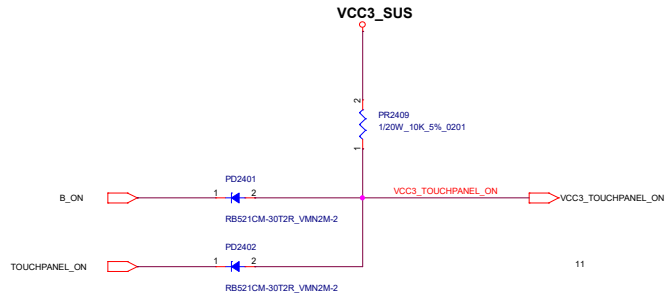 VCC3_SUS
2
PR2409
1/20W_10K_5%_0201
1
PD2401
B_ON
1
2
VCC3_TOUCHPANEL_ON
VCC3_TOUCHPANEL_ON
RB521CM-30T2R_VMN2M-2
PD2402
TOUCHPANEL_ON
1
2
11
RB521CM-30T2R_VMN2M-2